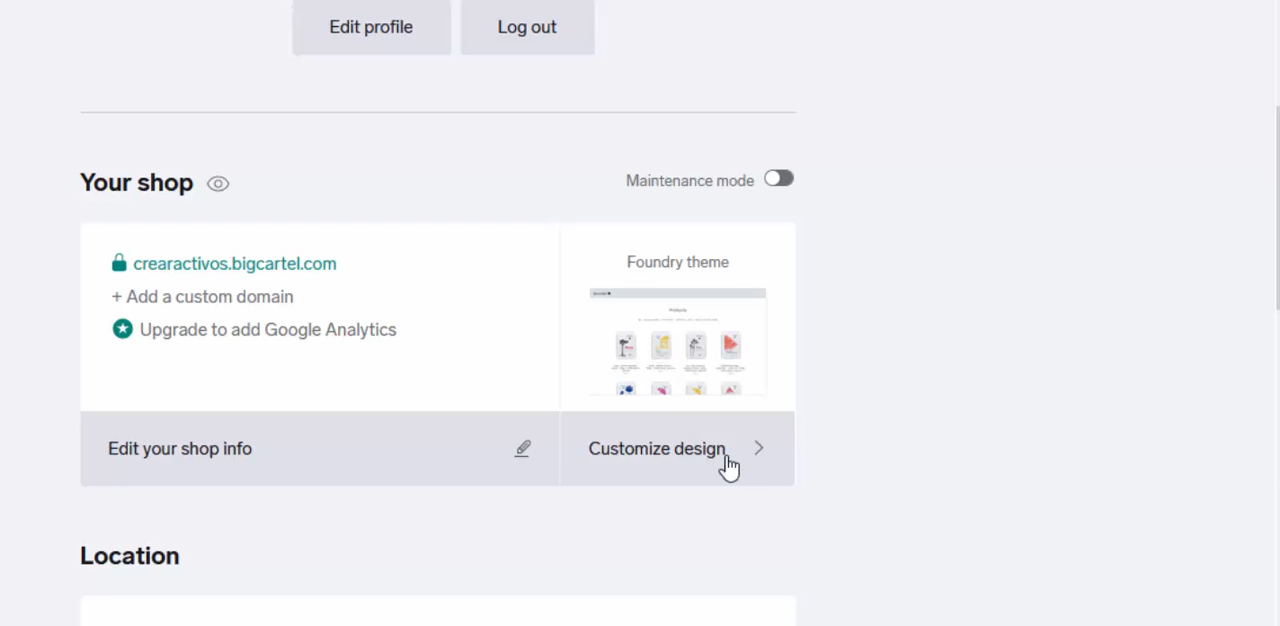 Edit profile
Log out
Your shop
Maintenance mode
crearactivos.bigcartel.com
+ Add a custom domain
Upgrade to add Google Analytics
Foundry theme
Products
Edit your shop info
Customize design
Location